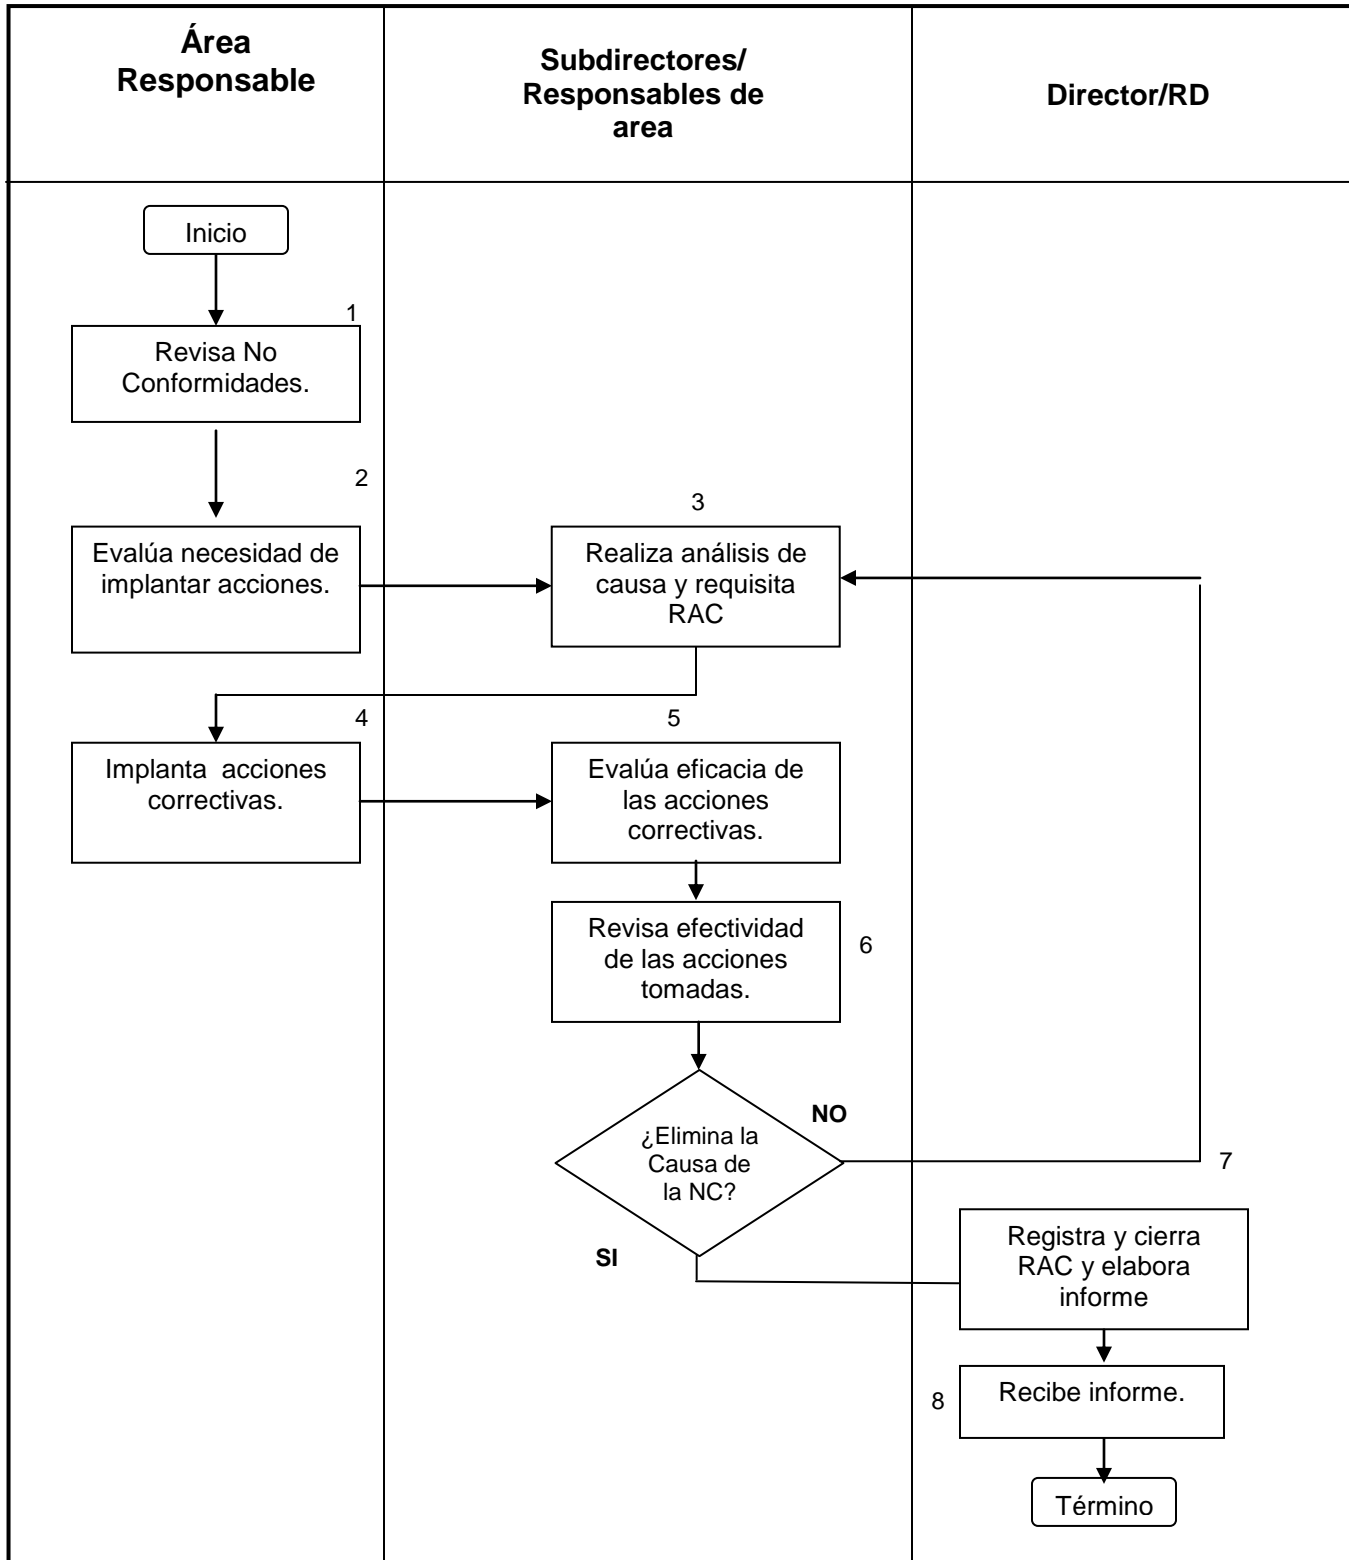 Área
Responsable
Subdirectores/
Responsables de
area
Director/RD
Inicio
1
Revisa No
Conformidades.
2
Evalúa necesidad de
implantar acciones.
3
Realiza análisis de
causa y requisita
RAC
4
Implanta  acciones
correctivas.
5
Evalúa eficacia de
las acciones
correctivas.
Revisa efectividad
de las acciones
tomadas.
6
¿Elimina la
Causa de
la NC?
NO
SI
7
Registra y cierra
RAC y elabora
informe
8
Recibe informe.
Término